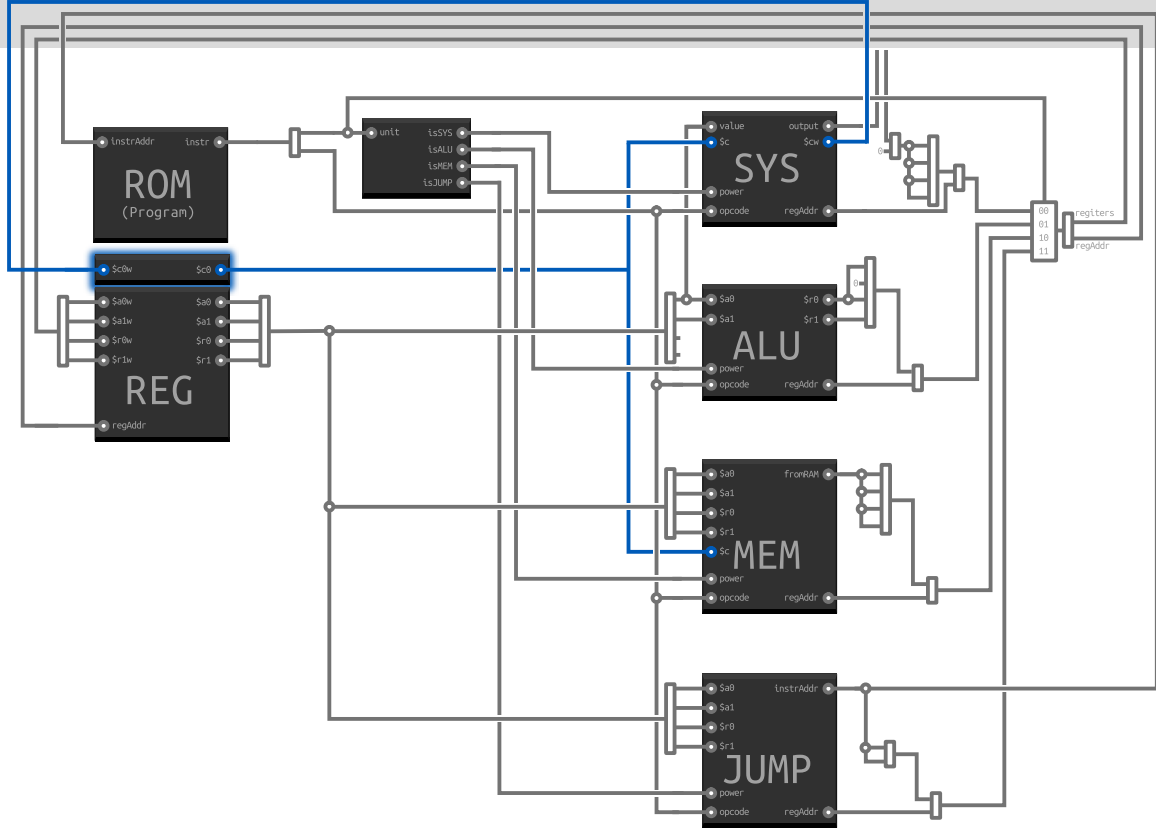 instrAddr
instr
ROM
(Program)
$c0w
$c0
$a0w
$a0
$a1w
$a1
$r0w
$r0
$r1w
$r1
REG
regAddr
unit
isSYS
isALU
isMEM
isJUMP
value
output
$c
$cw
SYS
power
opcode
regAddr
0
00
01
10
11
regiters
regAddr
$a0
$r0
$a1
$r1
ALU
power
opcode
regAddr
0
$a0
fromRAM
$a1
$r0
$r1
$c
MEM
power
opcode
regAddr
$a0
instrAddr
$a1
$r0
$r1
JUMP
power
opcode
regAddr